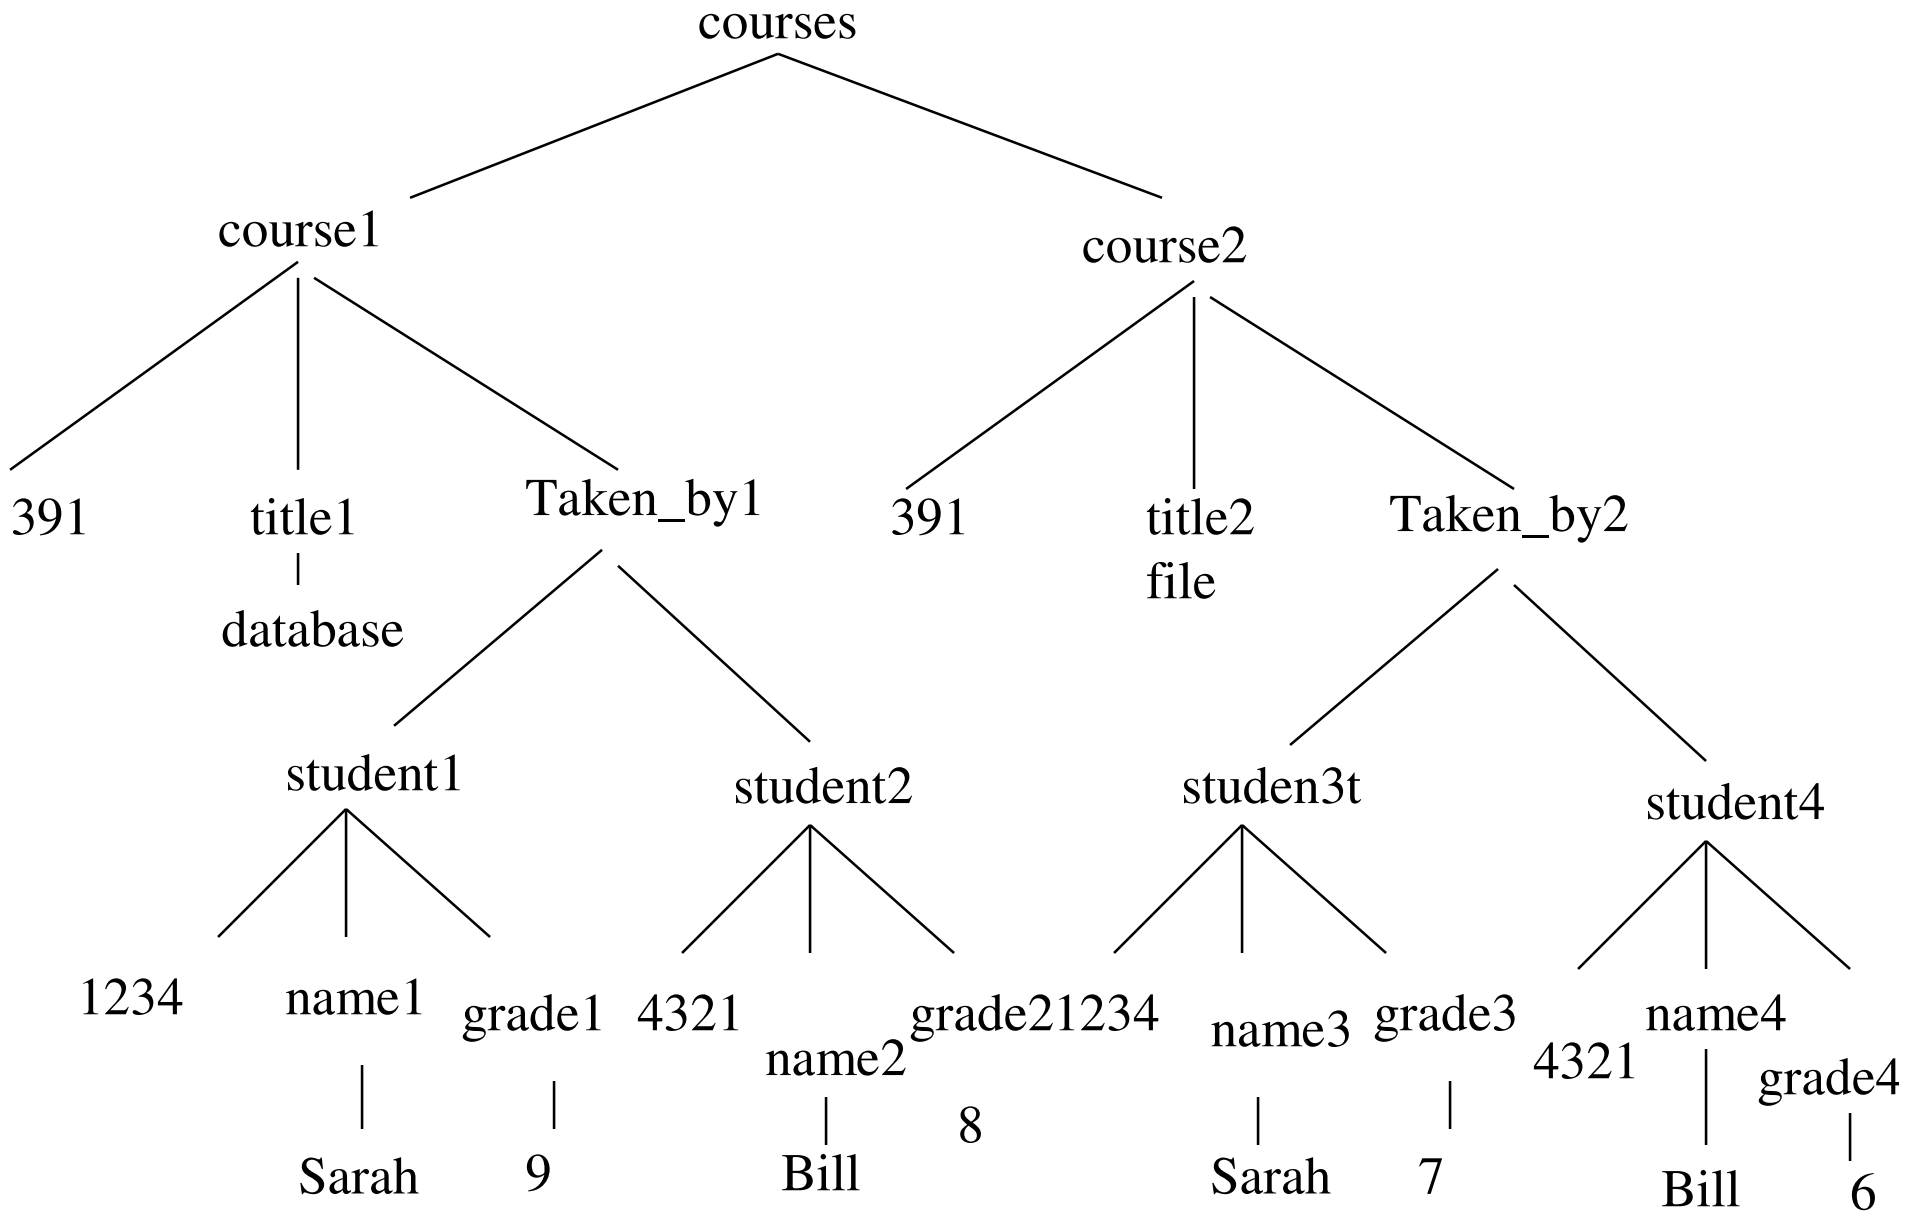 courses
course1
course2
391
title1
Taken_by1
391
title2
Taken_by2
file
database
student1
student2
studen3t
student4
1234
name1
grade1
4321
name2
grade21234
name3
grade3
4321
name4
grade4
Sarah
9
Bill
8
Sarah
7
Bill
6